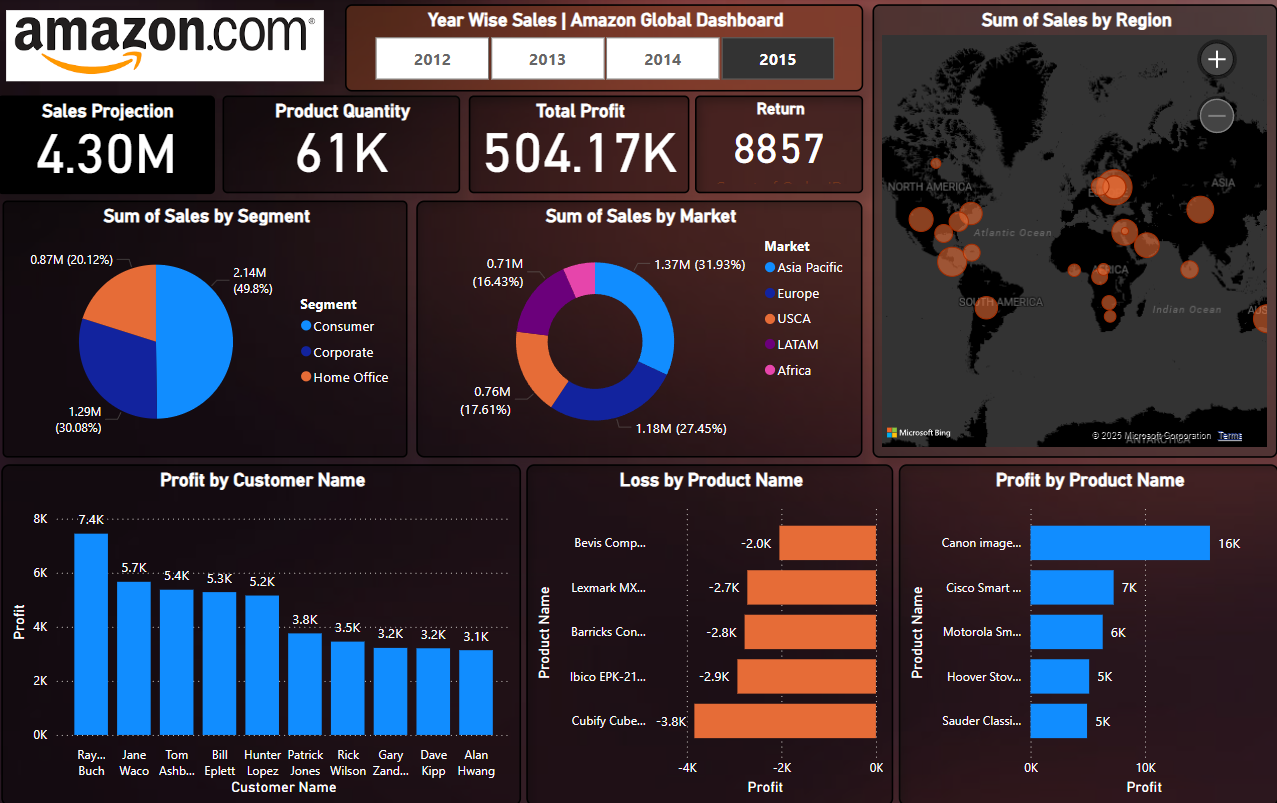 amazon.com®
Year Wise Sales | Amazon Global Dashboard
2012
2013
2014
2015
Sales Projection
4.30M
Product Quantity
61K
Total Profit
504.17K
Return
8857
Sum of Sales by Region
+
−
NORTH AMERICA
ASIA
Atlantic Ocean
SOUTH AMERICA
Indian Ocean
ANTARCTICA
Microsoft Bing
© 2025 Microsoft Corporation
Terms
Sum of Sales by Segment
0.87M (20.12%)
2.14M
(49.8%)
1.29M
(30.08%)
Segment
Consumer
Corporate
Home Office
Sum of Sales by Market
0.71M
(16.43%)
1.37M (31.93%)
0.76M
(17.61%)
1.18M (27.45%)
Market
Asia Pacific
Europe
USCA
LATAM
Africa
Profit by Customer Name
Profit
8K
6K
4K
2K
0K
7.4K
5.7K
5.4K
5.3K
5.2K
3.8K
3.5K
3.2K
3.2K
3.1K
Ray...
Buch
Jane
Waco
Tom
Ashb...
Bill
Eplett
Hunter
Lopez
Patrick
Jones
Rick
Wilson
Gary
Zand...
Dave
Kipp
Alan
Hwang
Customer Name
Loss by Product Name
Product Name
Bevis Comp...
-2.0K
Lexmark MX...
-2.7K
Barricks Con...
-2.8K
Ibico EPK-21...
-2.9K
Cubify Cube...
-3.8K
-4K
-2K
0K
Profit
Profit by Product Name
Product Name
Canon image...
16K
Cisco Smart ...
7K
Motorola Sm...
6K
Hoover Stov...
5K
Sauder Classi...
5K
0K
10K
Profit